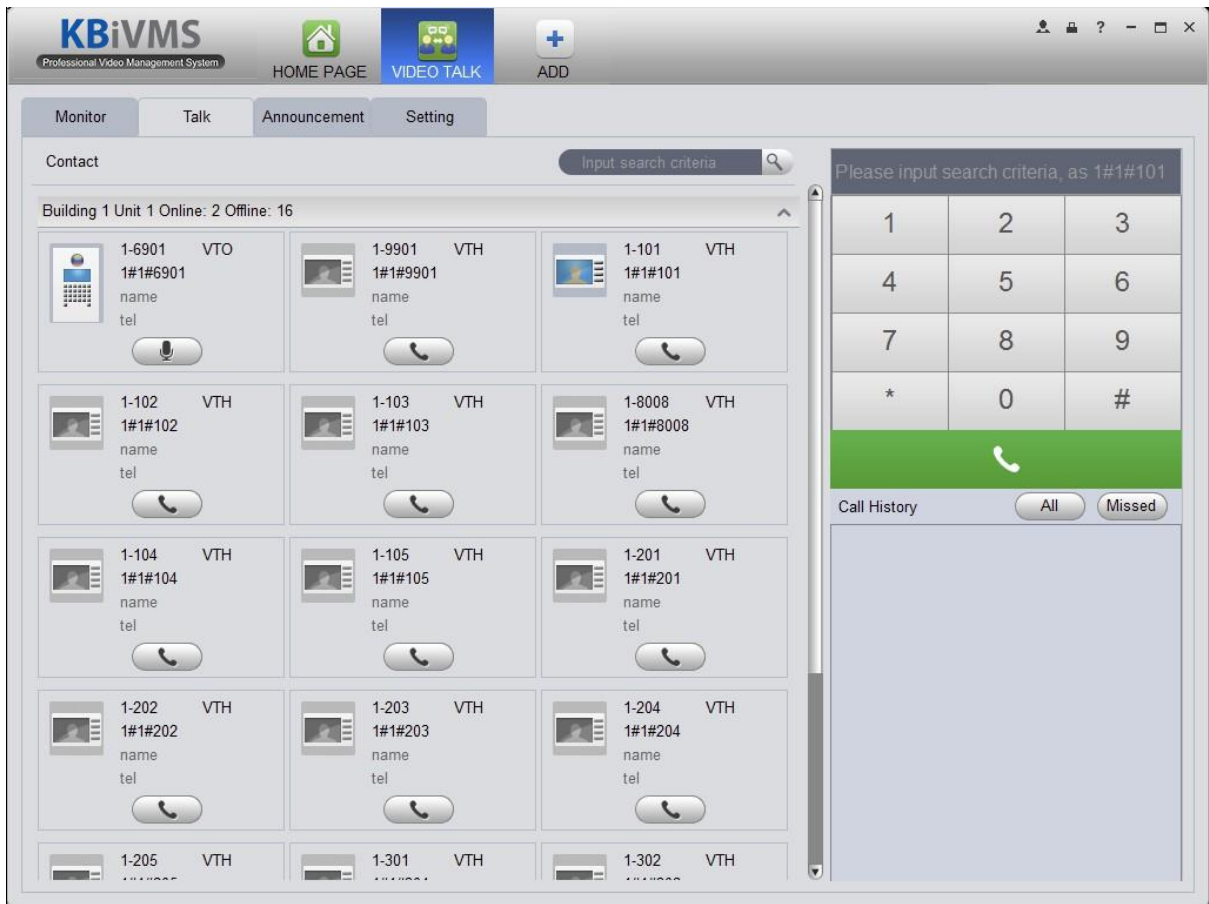 KBiVMS
Professional Video Management System
HOME PAGE
VIDEO TALK
ADD
?
Monitor
Talk
Announcement
Setting
Contact
Input search criteria
Building 1 Unit 1 Online: 2 Offline: 16
1-6901 VTO
1#1#6901
name
tel
1-9901 VTH
1#1#9901
name
tel
1-101 VTH
1#1#101
name
tel
1-102 VTH
1#1#102
name
tel
1-103 VTH
1#1#103
name
tel
1-8008 VTH
1#1#8008
name
tel
1-104 VTH
1#1#104
name
tel
1-105 VTH
1#1#105
name
tel
1-201 VTH
1#1#201
name
tel
1-202 VTH
1#1#202
name
tel
1-203 VTH
1#1#203
name
tel
1-204 VTH
1#1#204
name
tel
1-205 VTH
1-301 VTH
1-302 VTH
Please input search criteria, as 1#1#101
1 2 3
4 5 6
7 8 9
* 0 #
Call History
All
Missed